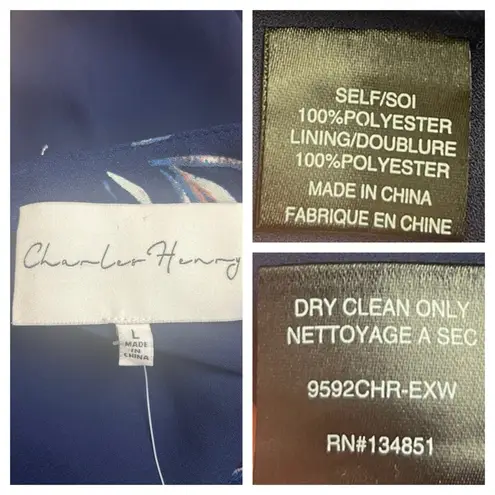 Charles Henry
L
MADE
IN
CHINA
SELF/SOI
100%POLYESTER
LINING/DOUBLURE
100%POLYESTER
MADE IN CHINA
FABRIQUE EN CHINE
DRY CLEAN ONLY
NETTOYAGE A SEC
9592CHR-EXW
RN#134851